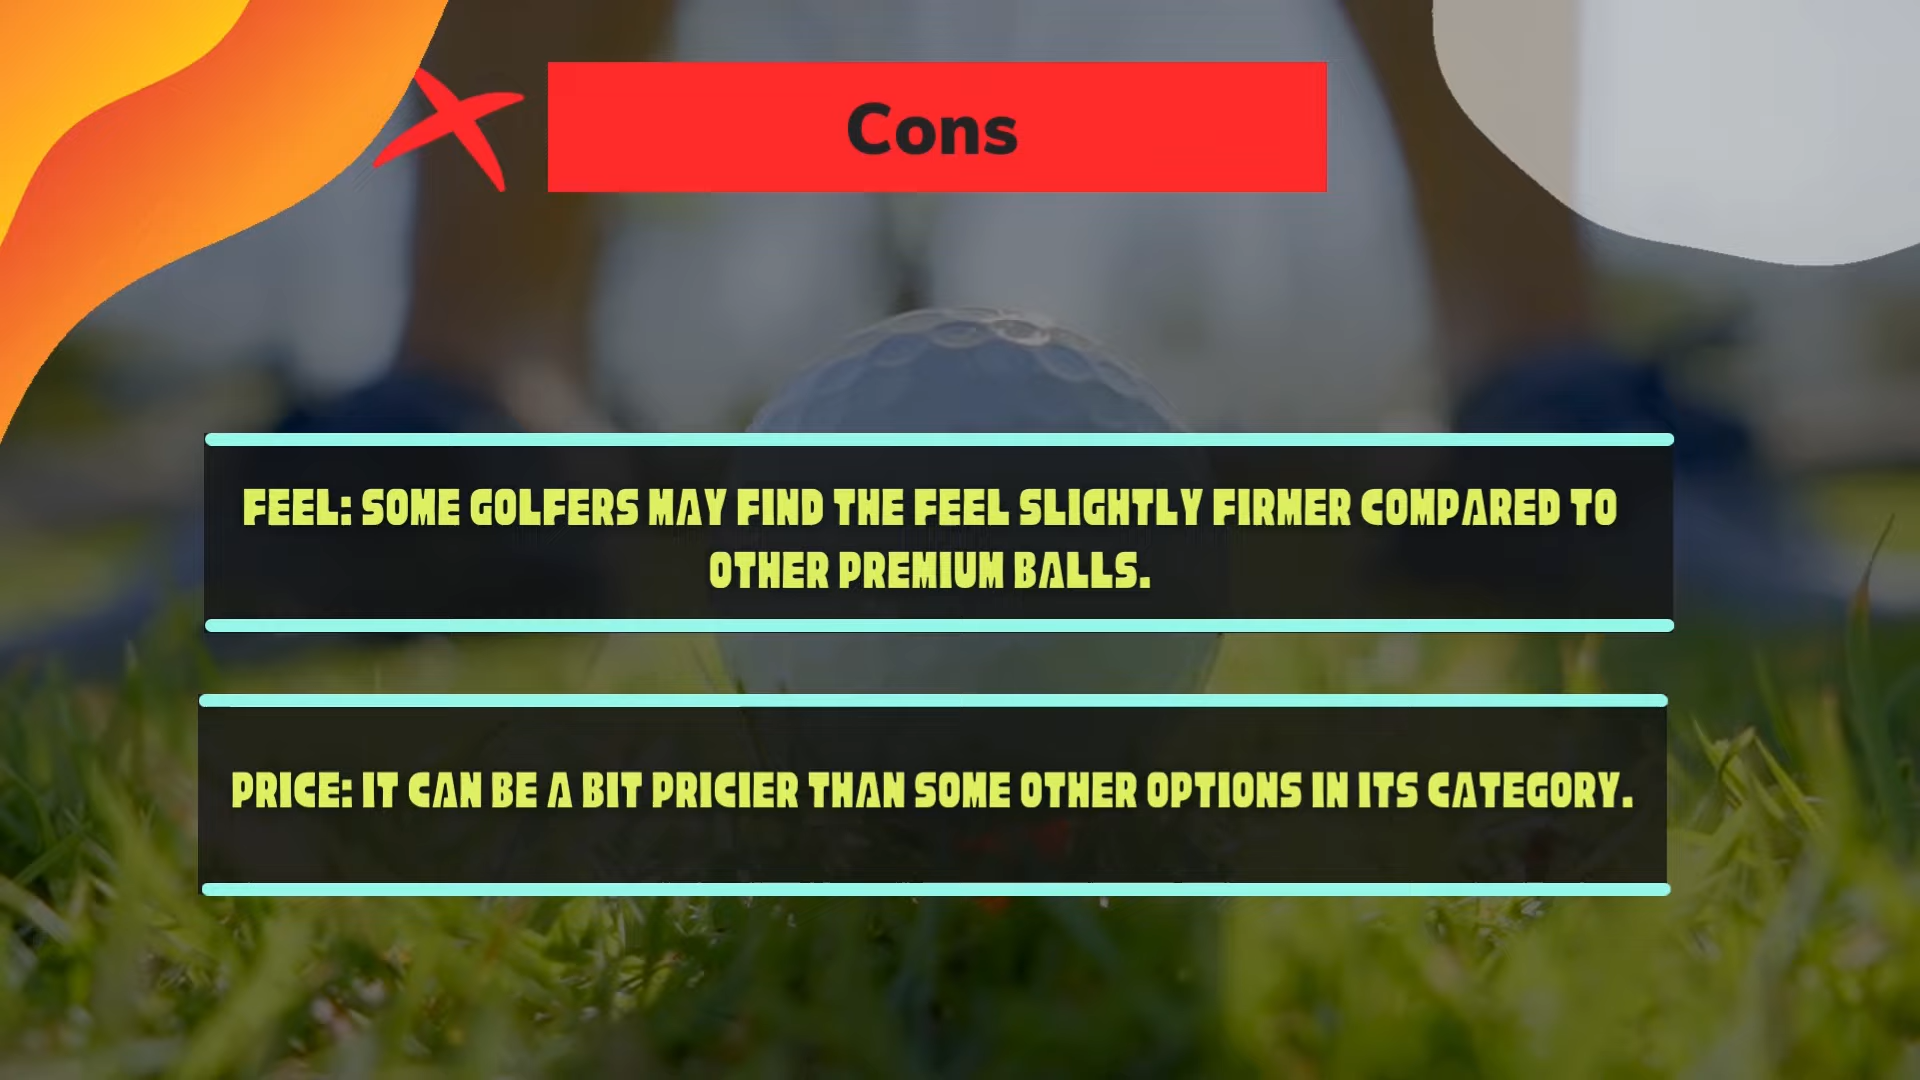 Cons
FEEL: SOME GOLFERS MAY FIND THE FEEL SLIGHTLY FIRMER COMPARED TO
OTHER PREMIUM BALLS.
PRICE: IT CAN BE A BIT PRICIER THAN SOME OTHER OPTIONS IN ITS CATEGORY.